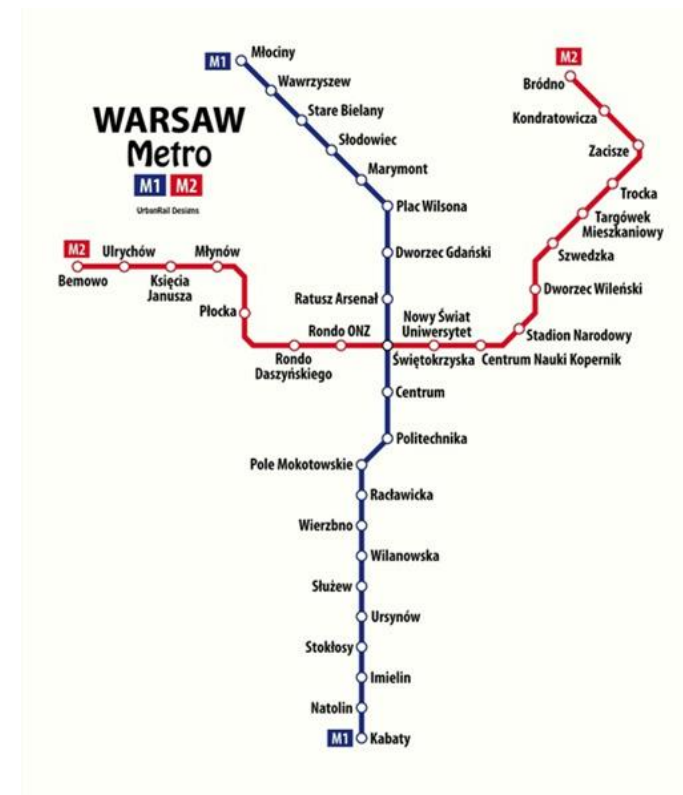 M1
Młociny
Wawrzyszew
Stare Bielany
Słodowiec
Marymont
Plac Wilsona
Dworzec Gdański
Ratusz Arsenał
M2
Bródno
Kondratowicza
Zacisze
Trocka
Targówek
Mieszkaniowy
Szwedzka
Dworzec Wileński
Stadion Narodowy
WARSAW
Metro
M1 M2
UrbanRail Designs
M2
Bemowo
Ulrychów
Księcia
Janusza
Młynów
Płocka
Rondo
Daszyńskiego
Rondo ONZ
Świętokrzyska
Nowy Świat
Uniwersytet
Centrum Nauki Kopernik
Centrum
Politechnika
Pole Mokotowskie
Racławicka
Wierzbno
Wilanowska
Służew
Ursynów
Stokłosy
Imielin
Natolin
M1
Kabaty